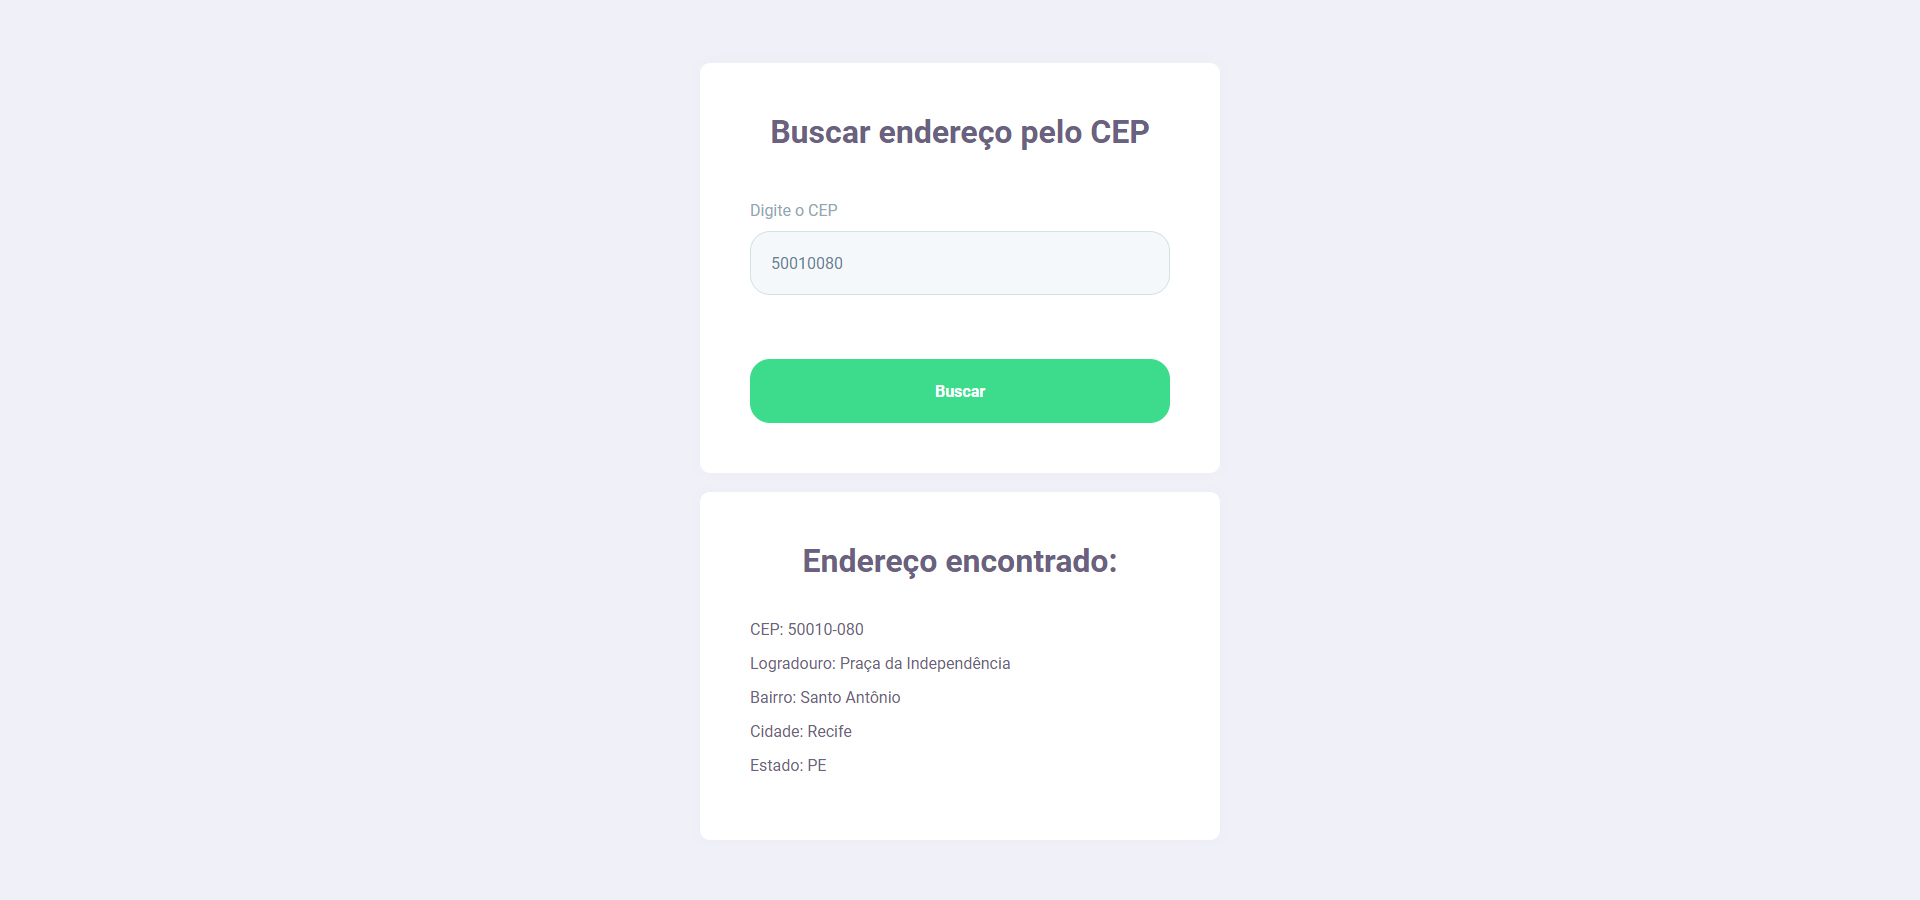 Buscar endereço pelo CEP
Digite o CEP
50010080
Buscar
Endereço encontrado:
CEP: 50010-080
Logradouro: Praça da Independência
Bairro: Santo Antônio
Cidade: Recife
Estado: PE